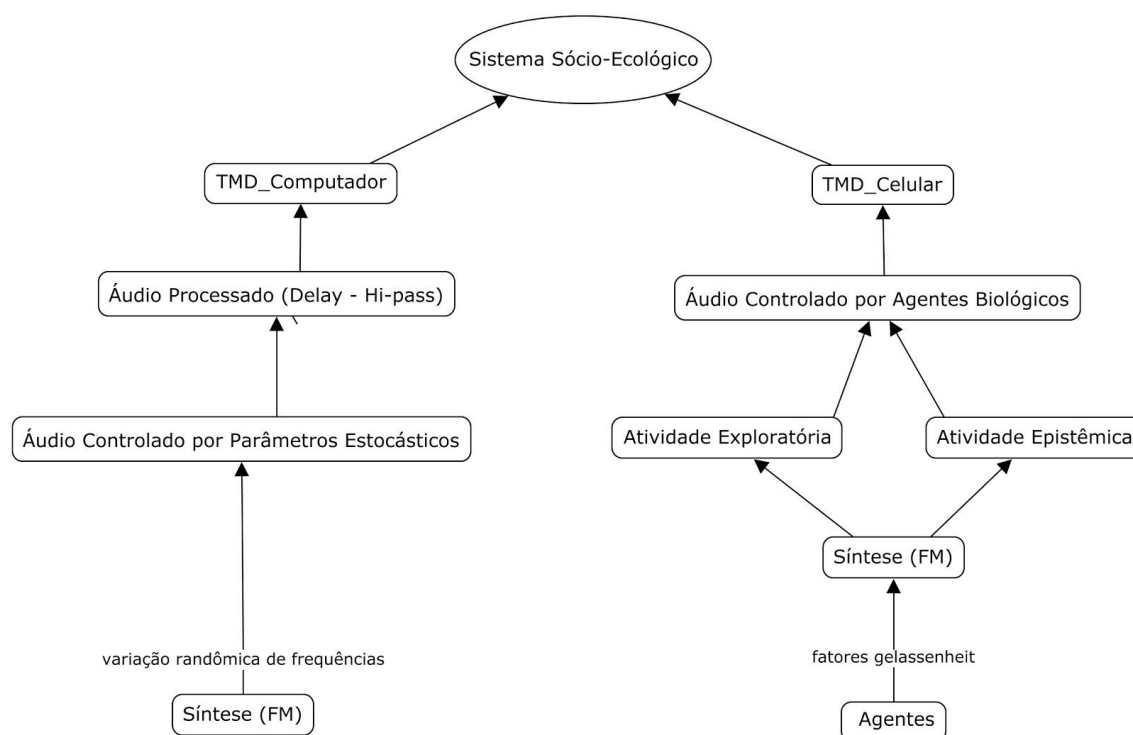 Sistema Sócio-Ecológico
TMD_Computador
TMD_Celular
Áudio Processado (Delay - Hi-pass)
Áudio Controlado por Agentes Biológicos
Áudio Controlado por Parâmetros Estocásticos
Atividade Exploratória
Atividade Epistêmica
Síntese (FM)
variação randômica de frequências
fatores gelassenheit
Síntese (FM)
Agentes